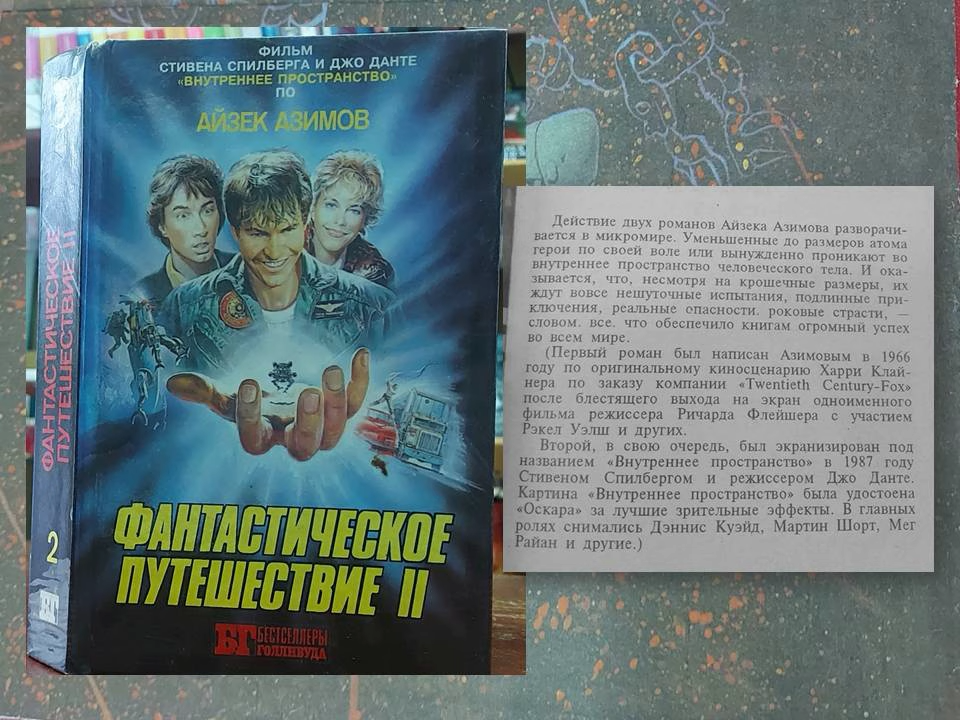 ФИЛЬМ
СТИВЕНА СПИЛБЕРГА И ДЖО ДАНТЕ
«ВНУТРЕННЕЕ ПРОСТРАНСТВО»
ПО
АЙЗЕК АЗИМОВ
ФАНТАСТИЧЕСКОЕ
ПУТЕШЕСТВИЕ II
БГ БЕСТСЕЛЛЕРЫ
ГОЛЛИВУДА
ФАНТАСТИЧЕСКОЕ
ПУТЕШЕСТВИЕ II
2
БГ
Действие двух романов Айзека Азимова разворачи-
вается в микромире. Уменьшенные до размеров атома
герои по своей воле или вынужденно проникают во
внутреннее пространство человеческого тела. И ока-
зывается, что, несмотря на крошечные размеры, их
ждут вовсе нешуточные испытания, подлинные при-
ключения, реальные опасности. роковые страсти, —
словом. все. что обеспечило книгам огромный успех
во всем мире.
(Первый роман был написан Азимовым в 1966
году по оригинальному киносценарию Харри Клай-
нера по заказу компании «Twentieth Century-Fox»
после блестящего выхода на экран одноименного
фильма режиссера Ричарда Флейшера с участием
Рэкел Уэлш и других.
Второй, в свою очередь, был экранизирован под
названием «Внутреннее пространство» в 1987 году
Стивеном Спилбергом и режиссером Джо Данте.
Картина «Внутреннее пространство» была удостоена
«Оскара» за лучшие зрительные эффекты. В главных
ролях снимались Дэннис Куэйд, Мартин Шорт, Мег
Райан и другие.)